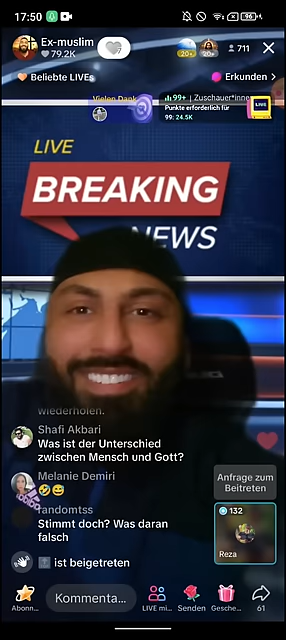 17:50
96
Ex-muslim
79.2K
20+
20+
711
Beliebte LIVEs
Erkunden
Vielen Dank
99+ | Zuschauer*innen
Punkte erforderlich für
99: 24.5K
LIVE
LIVE
BREAKING
NEWS
wiederholen.
Shafi Akbari
Was ist der Unterschied
zwischen Mensch und Gott?
Melanie Demiri
🤣😅
randomtss
Stimmt doch? Was daran
falsch
ist beigetreten
Anfrage zum
Beitreten
132
Reza
Abonn...
Kommenta...
LIVE mi...
Senden
Gesche...
61